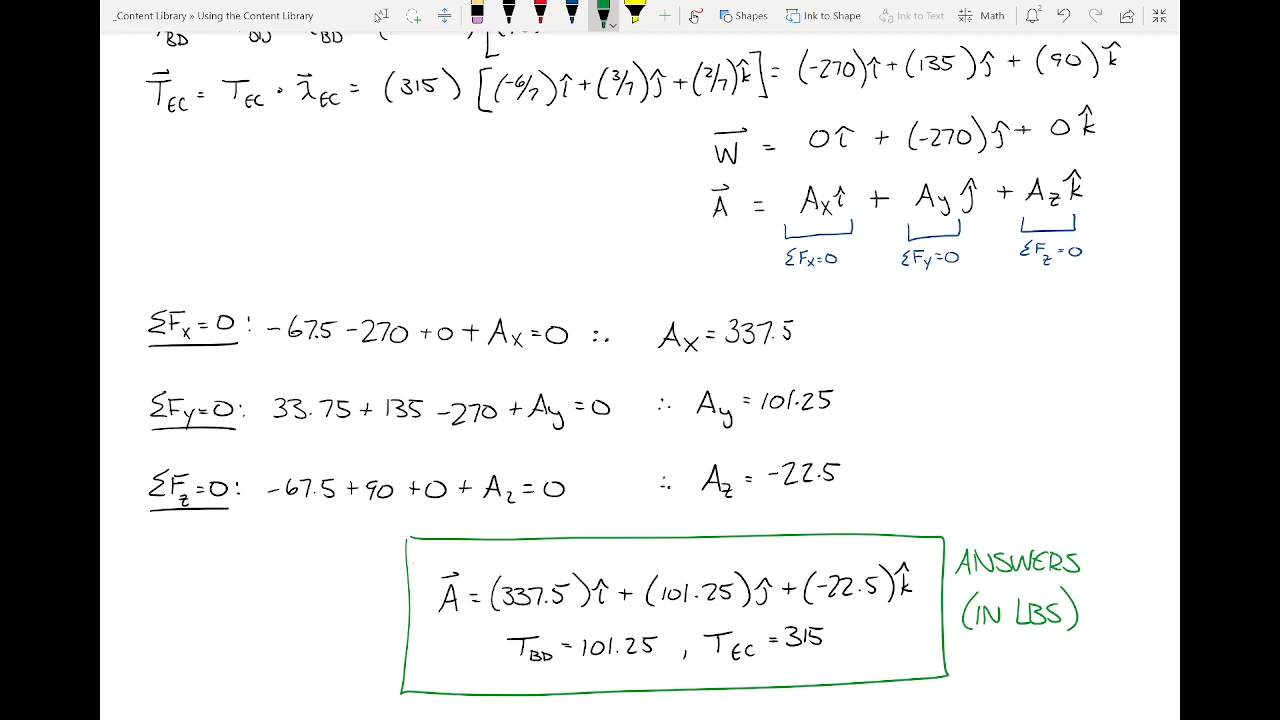 _Content Library » Using the Content Library
Shapes Ink to Shape Ink to Text Math
BD
T⃗EC = TEC · λ⃗EC = (315) [(-6/7)î + (3/7)ĵ + (2/7)k̂] = (-270)î + (135)ĵ + (90)k̂
W⃗ = 0î + (-270)ĵ + 0k̂
A⃗ = Axî + Ayĵ + Azk̂
ΣFx=0 ΣFy=0 ΣFz=0
ΣFx=0: -67.5 -270 +0 + Ax =0 ∴ Ax = 337.5
ΣFy=0: 33.75 + 135 -270 + Ay =0 ∴ Ay = 101.25
ΣFz=0: -67.5 +90 +0 + Az =0 ∴ Az = -22.5
A⃗ = (337.5)î + (101.25)ĵ + (-22.5)k̂
TBD = 101.25 , TEC = 315
ANSWERS
(IN LBS)